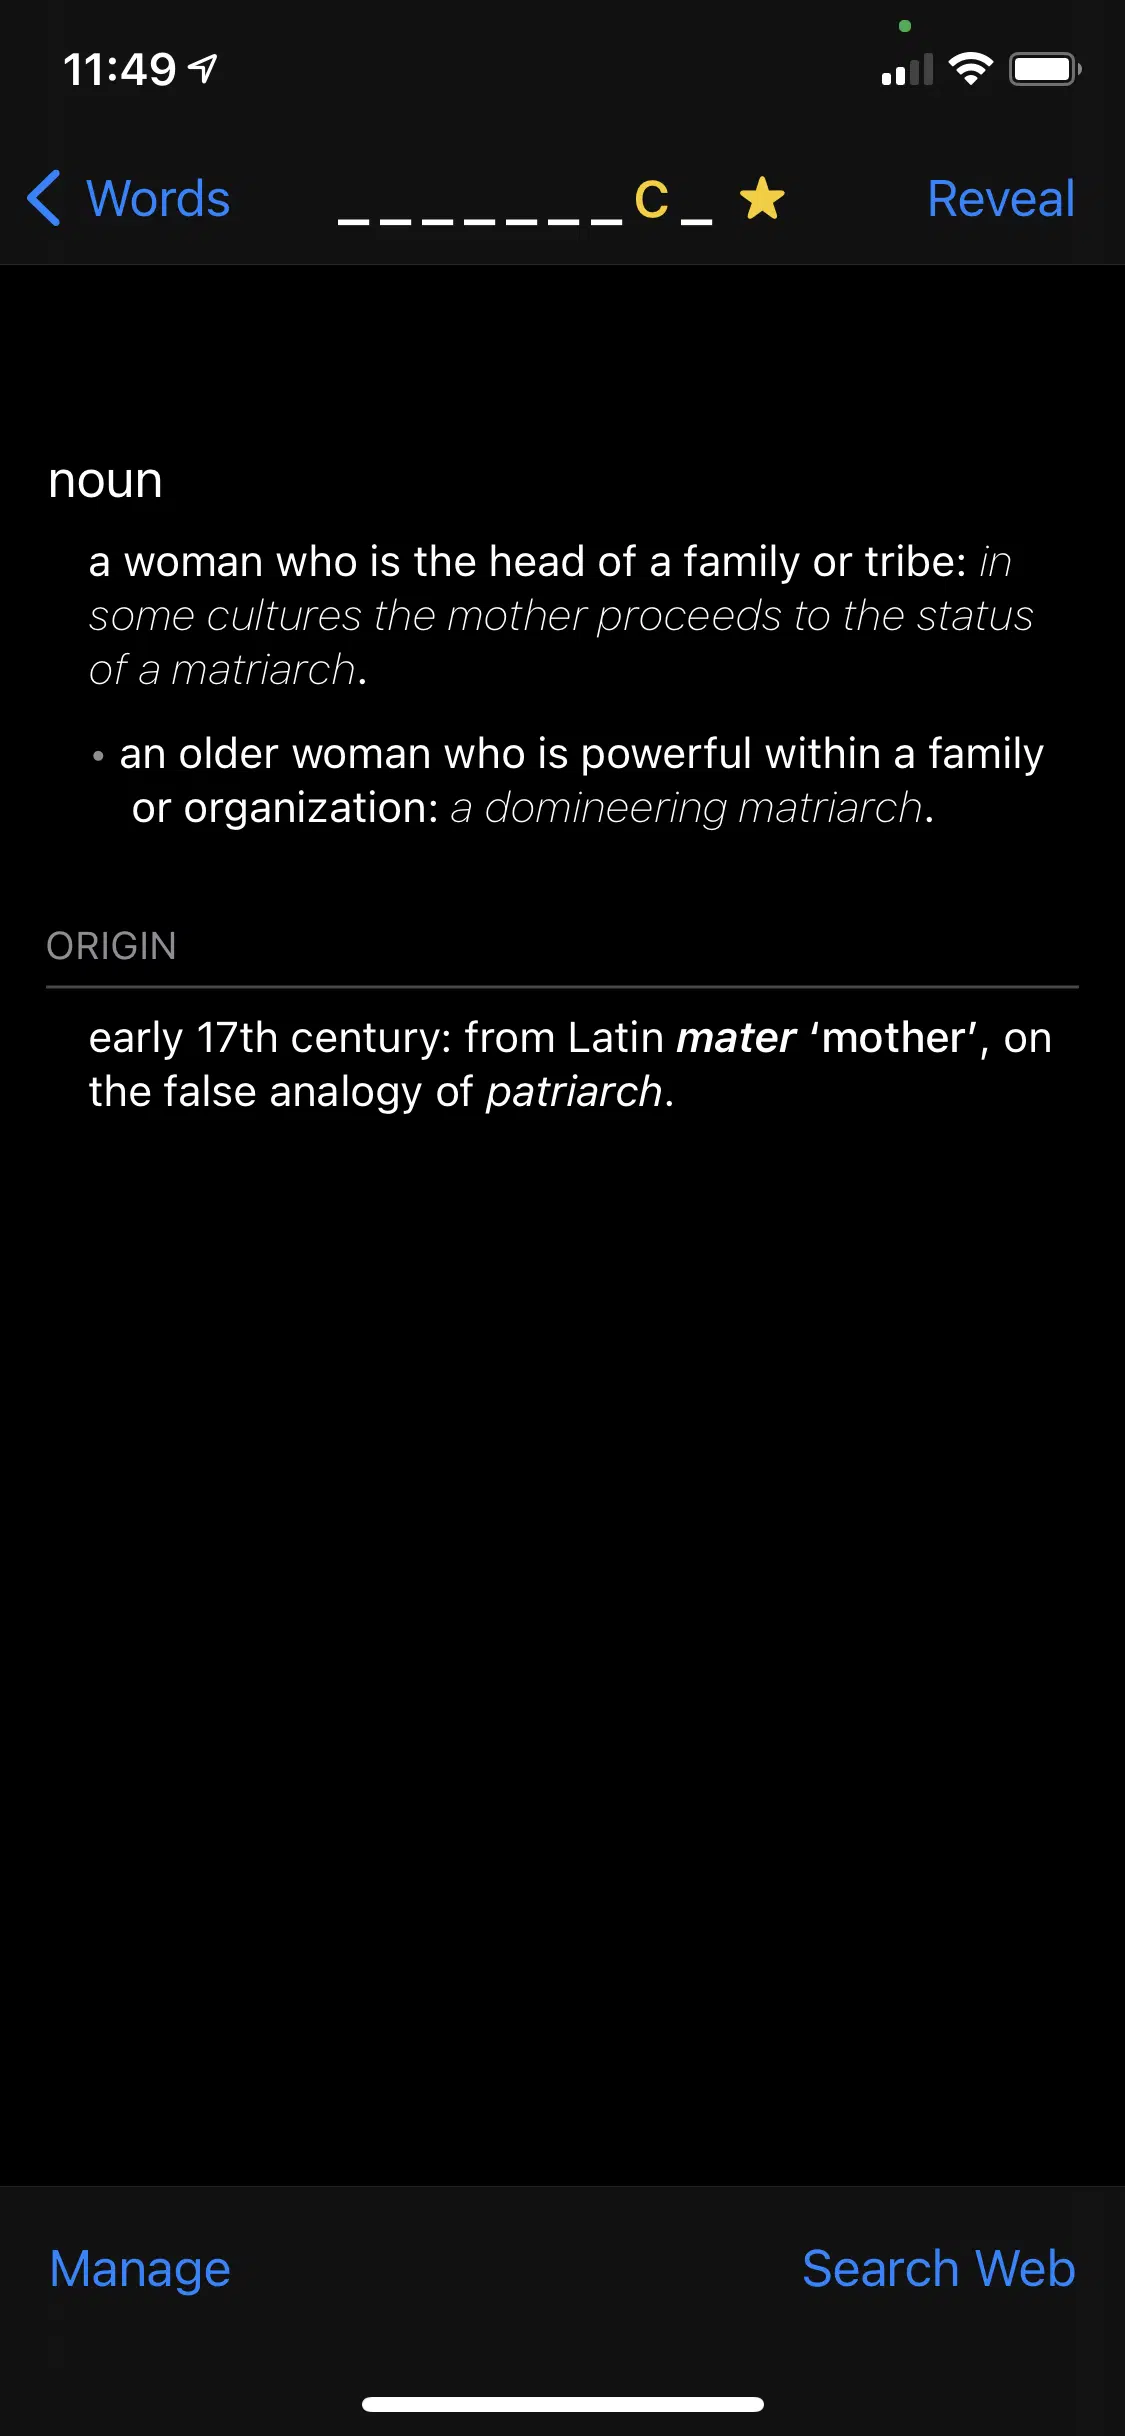 11:49
Words _ _ _ _ _ _ _ C _ ★ Reveal
noun
a woman who is the head of a family or tribe: in
some cultures the mother proceeds to the status
of a matriarch.
• an older woman who is powerful within a family
or organization: a domineering matriarch.
ORIGIN
early 17th century: from Latin mater ‘mother’, on
the false analogy of patriarch.
Manage Search Web